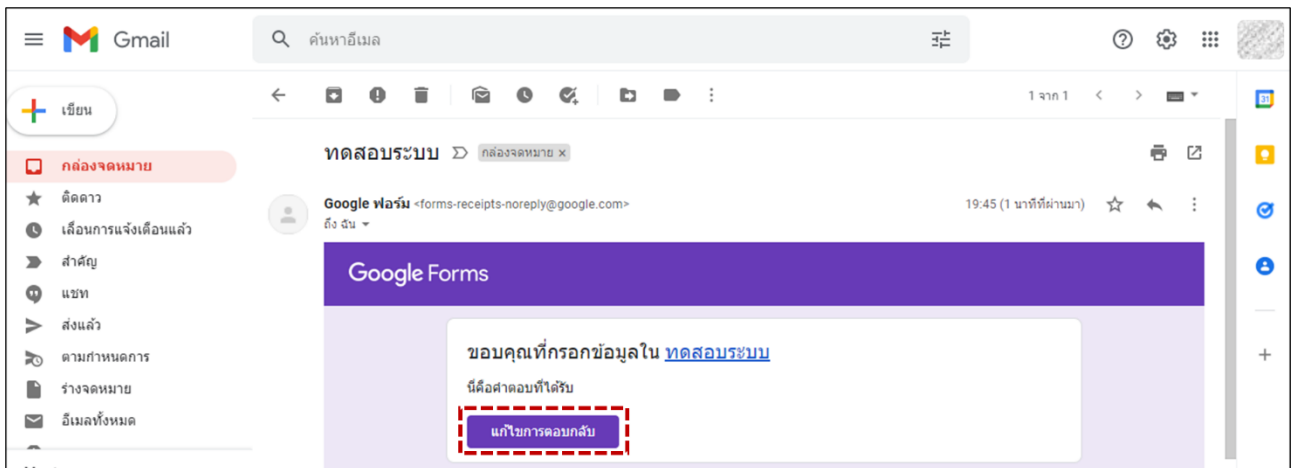 Gmail
ค้นหาอีเมล
เขียน
1 จาก 1
31
กล่องจดหมาย
ติดดาว
เลื่อนการแจ้งเตือนแล้ว
สำคัญ
แชท
ส่งแล้ว
ตามกำหนดการ
ร่างจดหมาย
อีเมลทั้งหมด
ทดสอบระบบ กล่องจดหมาย x
Google ฟอร์ม <forms-receipts-noreply@google.com> 19:45 (1 นาทีที่ผ่านมา)
ถึง ฉัน
Google Forms
ขอบคุณที่กรอกข้อมูลใน ทดสอบระบบ
นี่คือคำตอบที่ได้รับ
แก้ไขการตอบกลับ